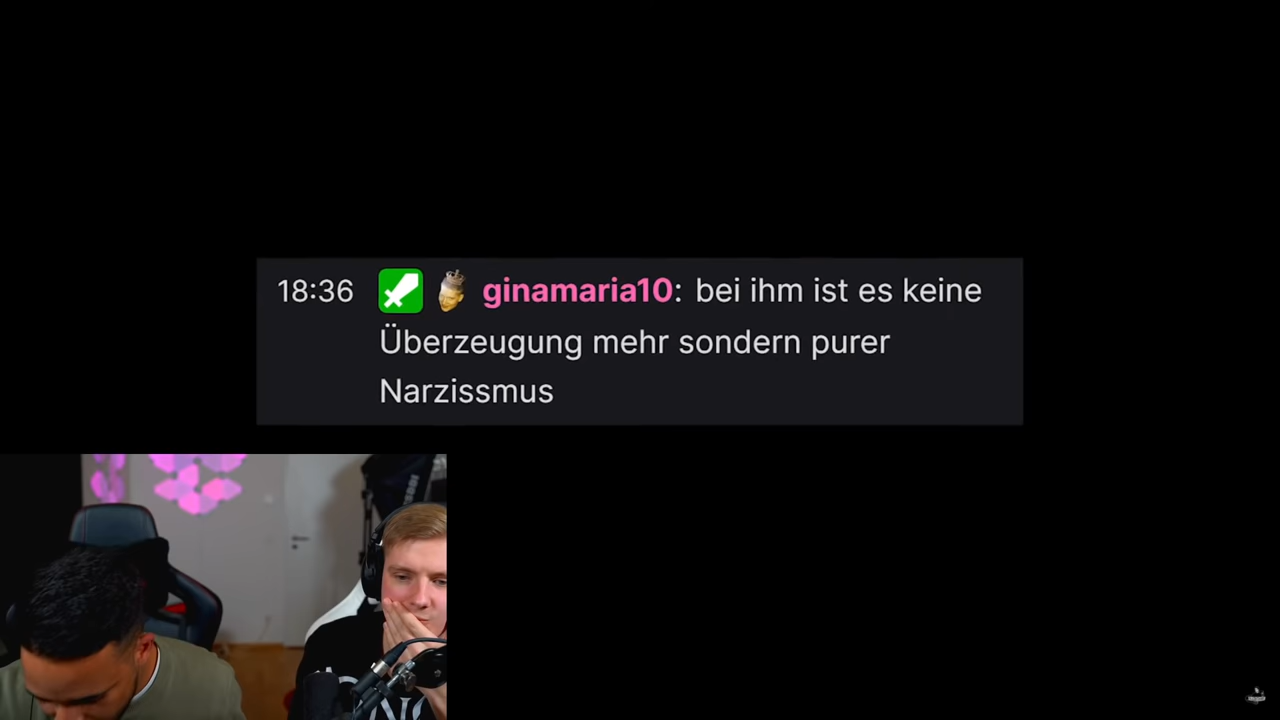 18:36 ginamaria10: bei ihm ist es keine
Überzeugung mehr sondern purer
Narzissmus